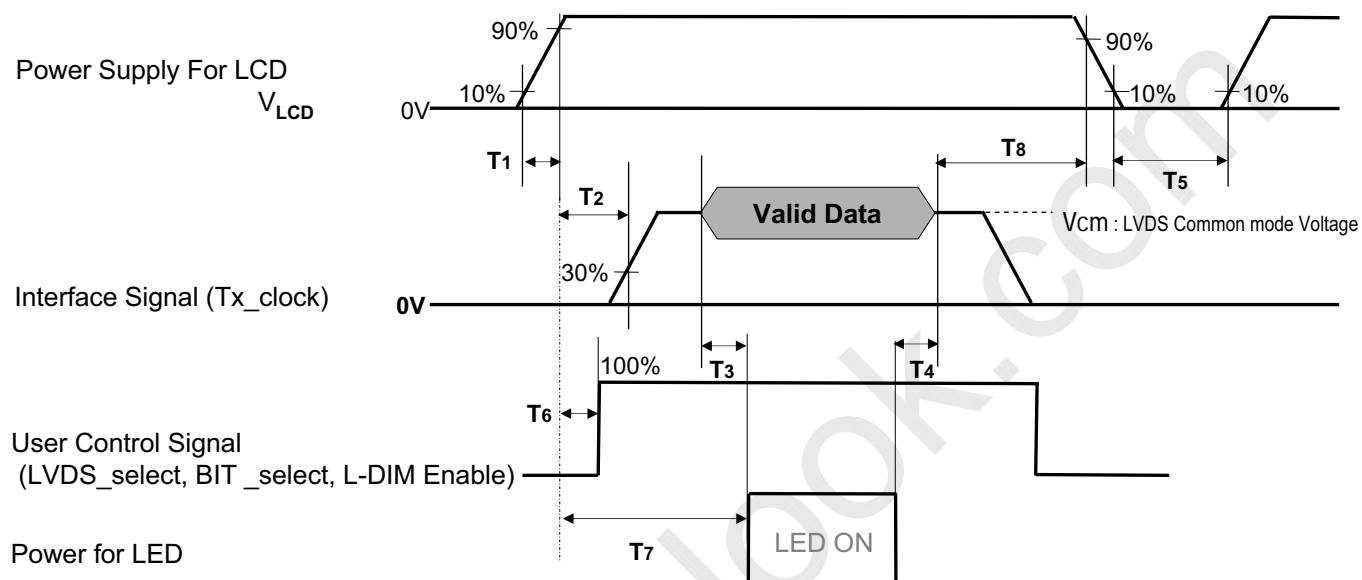 90%
90%
Power Supply For LCD
VLCD
10%
10%
10%
0V
T1
T8
T5
T2
Valid Data
Vcm : LVDS Common mode Voltage
30%
Interface Signal (Tx_clock)
0V
T3
T4
100%
T6
User Control Signal
(LVDS_select, BIT _select, L-DIM Enable)
T7
LED ON
Power for LED
look.com